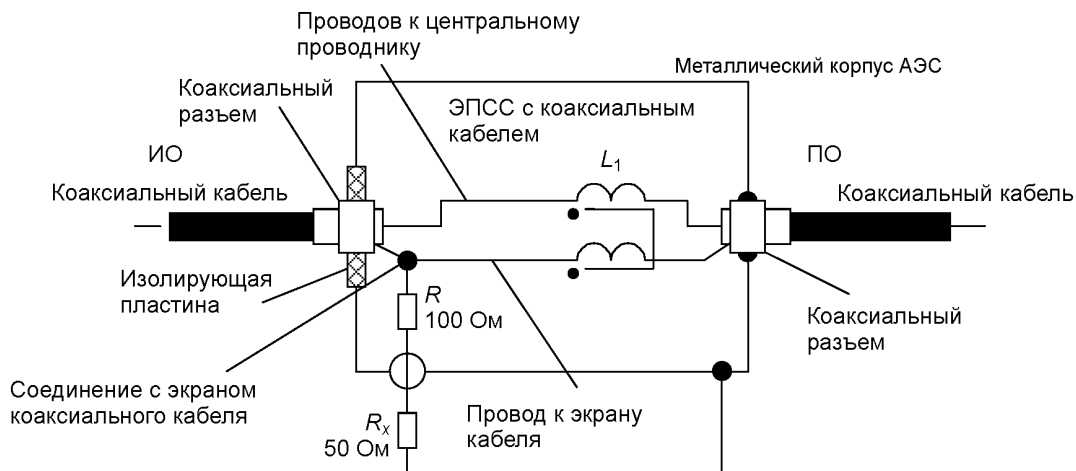 Проводов к центральному
проводнику
Металлический корпус АЭС
Коаксиальный
разъем
ЭПСС с коаксиальным
кабелем
ИО
L1
ПО
Коаксиальный кабель
Коаксиальный кабель
Изолирующая
пластина
R
100 Ом
Коаксиальный
разъем
Соединение с экраном
коаксиального кабеля
Провод к экрану
кабеля
Rx
50 Ом